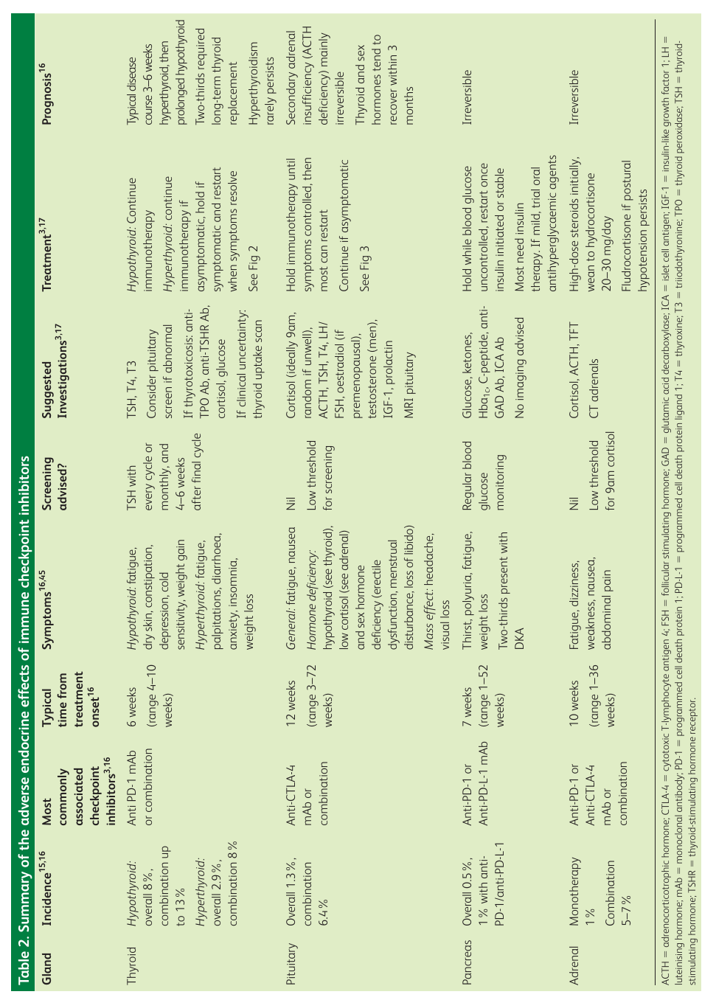 Table 2. Summary of the adverse endocrine effects of immune checkpoint inhibitors
Gland
Incidence15,16
Most
commonly
associated
checkpoint
inhibitors3,16
Typical
time from
treatment
onset16
Symptoms16,45
Screening
advised?
Suggested
Investigations3,17
Treatment3,17
Prognosis16
Thyroid
Hypothyroid:
overall 8%,
combination up
to 13%
Hyperthyroid:
overall 2.9%,
combination 8%
Anti PD-1 mAb
or combination
6 weeks
(range 4–10
weeks)
Hypothyroid: fatigue,
dry skin, constipation,
depression, cold
sensitivity, weight gain
Hyperthyroid: fatigue,
palpitations, diarrhoea,
anxiety, insomnia,
weight loss
TSH with
every cycle or
monthly, and
4–6 weeks
after final cycle
TSH, T4, T3
Consider pituitary
screen if abnormal
If thyrotoxicosis: anti-
TPO Ab, anti-TSHR Ab,
cortisol, glucose
If clinical uncertainty:
thyroid uptake scan
Hypothyroid: Continue
immunotherapy
Hyperthyroid: continue
immunotherapy if
asymptomatic, hold if
symptomatic and restart
when symptoms resolve
See Fig 2
Typical disease
course 3–6 weeks
hyperthyroid, then
prolonged hypothyroid
Two-thirds required
long-term thyroid
replacement
Hyperthyroidism
rarely persists
Pituitary
Overall 1.3%,
combination
6.4%
Anti-CTLA-4
mAb or
combination
12 weeks
(range 3–72
weeks)
General: fatigue, nausea
Hormone deficiency:
hypothyroid (see thyroid),
low cortisol (see adrenal)
and sex hormone
deficiency (erectile
dysfunction, menstrual
disturbance, loss of libido)
Mass effect: headache,
visual loss
Nil
Low threshold
for screening
Cortisol (ideally 9am,
random if unwell),
ACTH, TSH, T4, LH/
FSH, oestradiol (if
premenopausal),
testosterone (men),
IGF-1, prolactin
MRI pituitary
Hold immunotherapy until
symptoms controlled, then
most can restart
Continue if asymptomatic
See Fig 3
Secondary adrenal
insufficiency (ACTH
deficiency) mainly
irreversible
Thyroid and sex
hormones tend to
recover within 3
months
Pancreas
Overall 0.5%,
1% with anti-
PD-1/anti-PD-L-1
Anti-PD-1 or
Anti-PD-L-1 mAb
7 weeks
(range 1–52
weeks)
Thirst, polyuria, fatigue,
weight loss
Two-thirds present with
DKA
Regular blood
glucose
monitoring
Glucose, ketones,
Hba1c, C-peptide, anti-
GAD Ab, ICA Ab
No imaging advised
Hold while blood glucose
uncontrolled, restart once
insulin initiated or stable
Most need insulin
therapy. If mild, trial oral
antihyperglycaemic agents
Irreversible
Adrenal
Monotherapy
1%
Combination
5–7%
Anti-PD-1 or
Anti-CTLA-4
mAb or
combination
10 weeks
(range 1–36
weeks)
Fatigue, dizziness,
weakness, nausea,
abdominal pain
Nil
Low threshold
for 9am cortisol
Cortisol, ACTH, TFT
CT adrenals
High-dose steroids initially,
wean to hydrocortisone
20–30 mg/day
Fludrocortisone if postural
hypotension persists
Irreversible
ACTH = adrenocorticotrophic hormone; CTLA-4 = cytotoxic T-lymphocyte antigen 4; FSH = follicular stimulating hormone; GAD = glutamic acid decarboxylase; ICA = islet cell antigen; IGF-1 = insulin-like growth factor 1; LH =
luteinising hormone; mAb = monoclonal antibody; PD-1 = programmed cell death protein 1; PD-L-1 = programmed cell death protein ligand 1; T4 = thyroxine; T3 = triiodothyronine; TPO = thyroid peroxidase; TSH = thyroid-
stimulating hormone; TSHR = thyroid-stimulating hormone receptor.